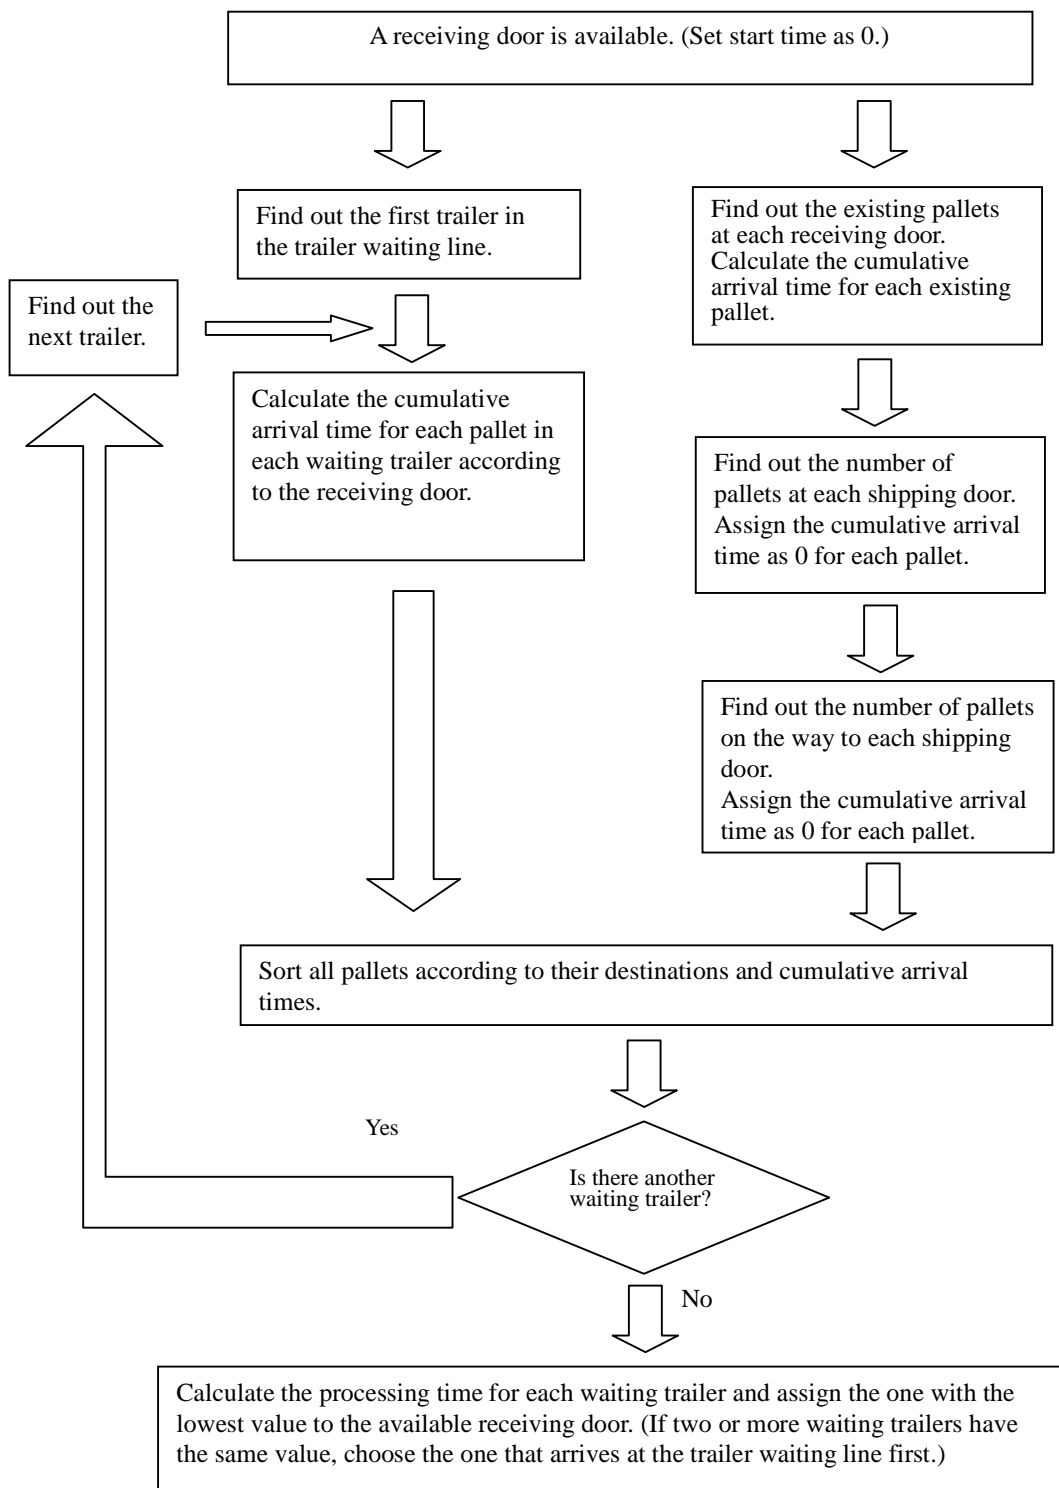 A receiving door is available. (Set start time as 0.)
Find out the first trailer in
the trailer waiting line.
Find out the existing pallets
at each receiving door.
Calculate the cumulative
arrival time for each existing
pallet.
Find out the
next trailer.
Calculate the cumulative
arrival time for each pallet in
each waiting trailer according
to the receiving door.
Find out the number of
pallets at each shipping door.
Assign the cumulative arrival
time as 0 for each pallet.
Find out the number of pallets
on the way to each shipping
door.
Assign the cumulative arrival
time as 0 for each pallet.
Sort all pallets according to their destinations and cumulative arrival
times.
Yes
Is there another
waiting trailer?
No
Calculate the processing time for each waiting trailer and assign the one with the
lowest value to the available receiving door. (If two or more waiting trailers have
the same value, choose the one that arrives at the trailer waiting line first.)